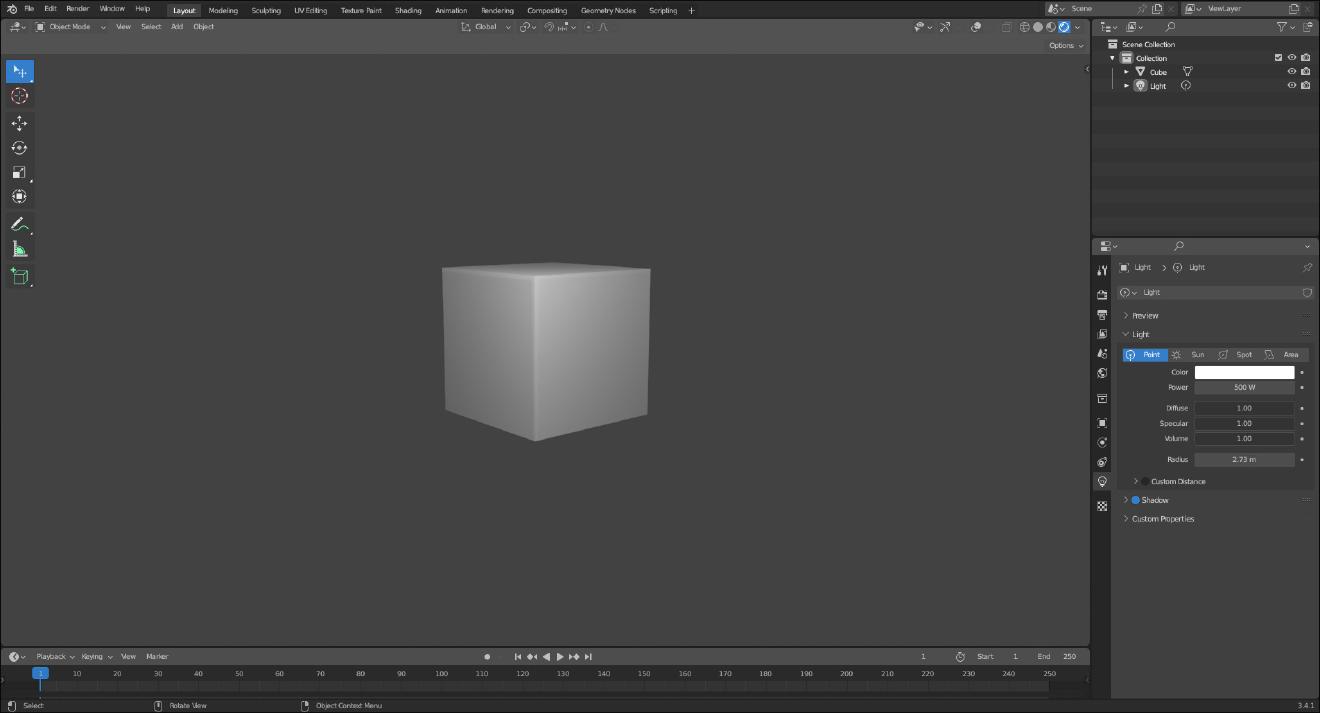 File Edit Render Window Help Layout Modeling Sculpting UV Editing Texture Paint Shading Animation Rendering Compositing Geometry Nodes Scripting + Scene ViewLayer
Object Mode View Select Add Object Global
Options
Scene Collection
Collection
Cube
Light
Light Light
Light
Preview
Light
Point Sun Spot Area
Color
Power 500 W
Diffuse 1.00
Specular 1.00
Volume 1.00
Radius 2.73 m
Custom Distance
Shadow
Custom Properties
Playback Keying View Marker 1 Start 1 End 250
1 10 20 30 40 50 60 70 80 90 100 110 120 130 140 150 160 170 180 190 200 210 220 230 240 250
Select Rotate View Object Context Menu 3.4.1